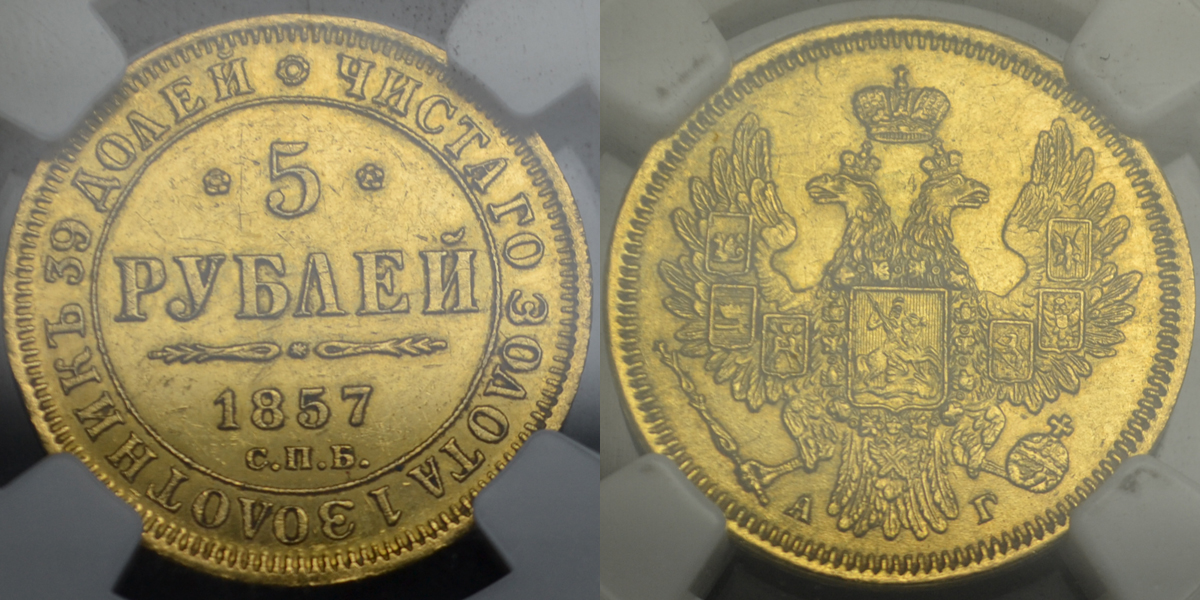 ЧИСТАГО ЗОЛОТА 1 ЗОЛОТНИКЪ 39 ДОЛЕЙ
5
РУБЛЕЙ
1857
С.П.Б.
А Г